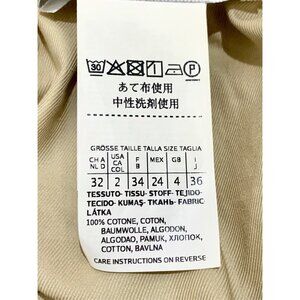 30 P
あて布使用
中性洗剤使用
GRÖSSE TAILLE TALLA SIZE TAGLIA
CH A NL D USA CA COL F B MEX GB I J
32 2 34 24 4 36
TESSUTO- TISSU- STOFF- TEJIDO-
TECIDO- KUMAŞ- ТКАНЬ- FABRIC
LÁTKA
100% COTONE, COTON,
BAUMWOLLE, ALGODON,
ALGODAO, PAMUK, ХЛОПОК,
COTTON, BAVLNA
CARE INSTRUCTIONS ON REVERSE